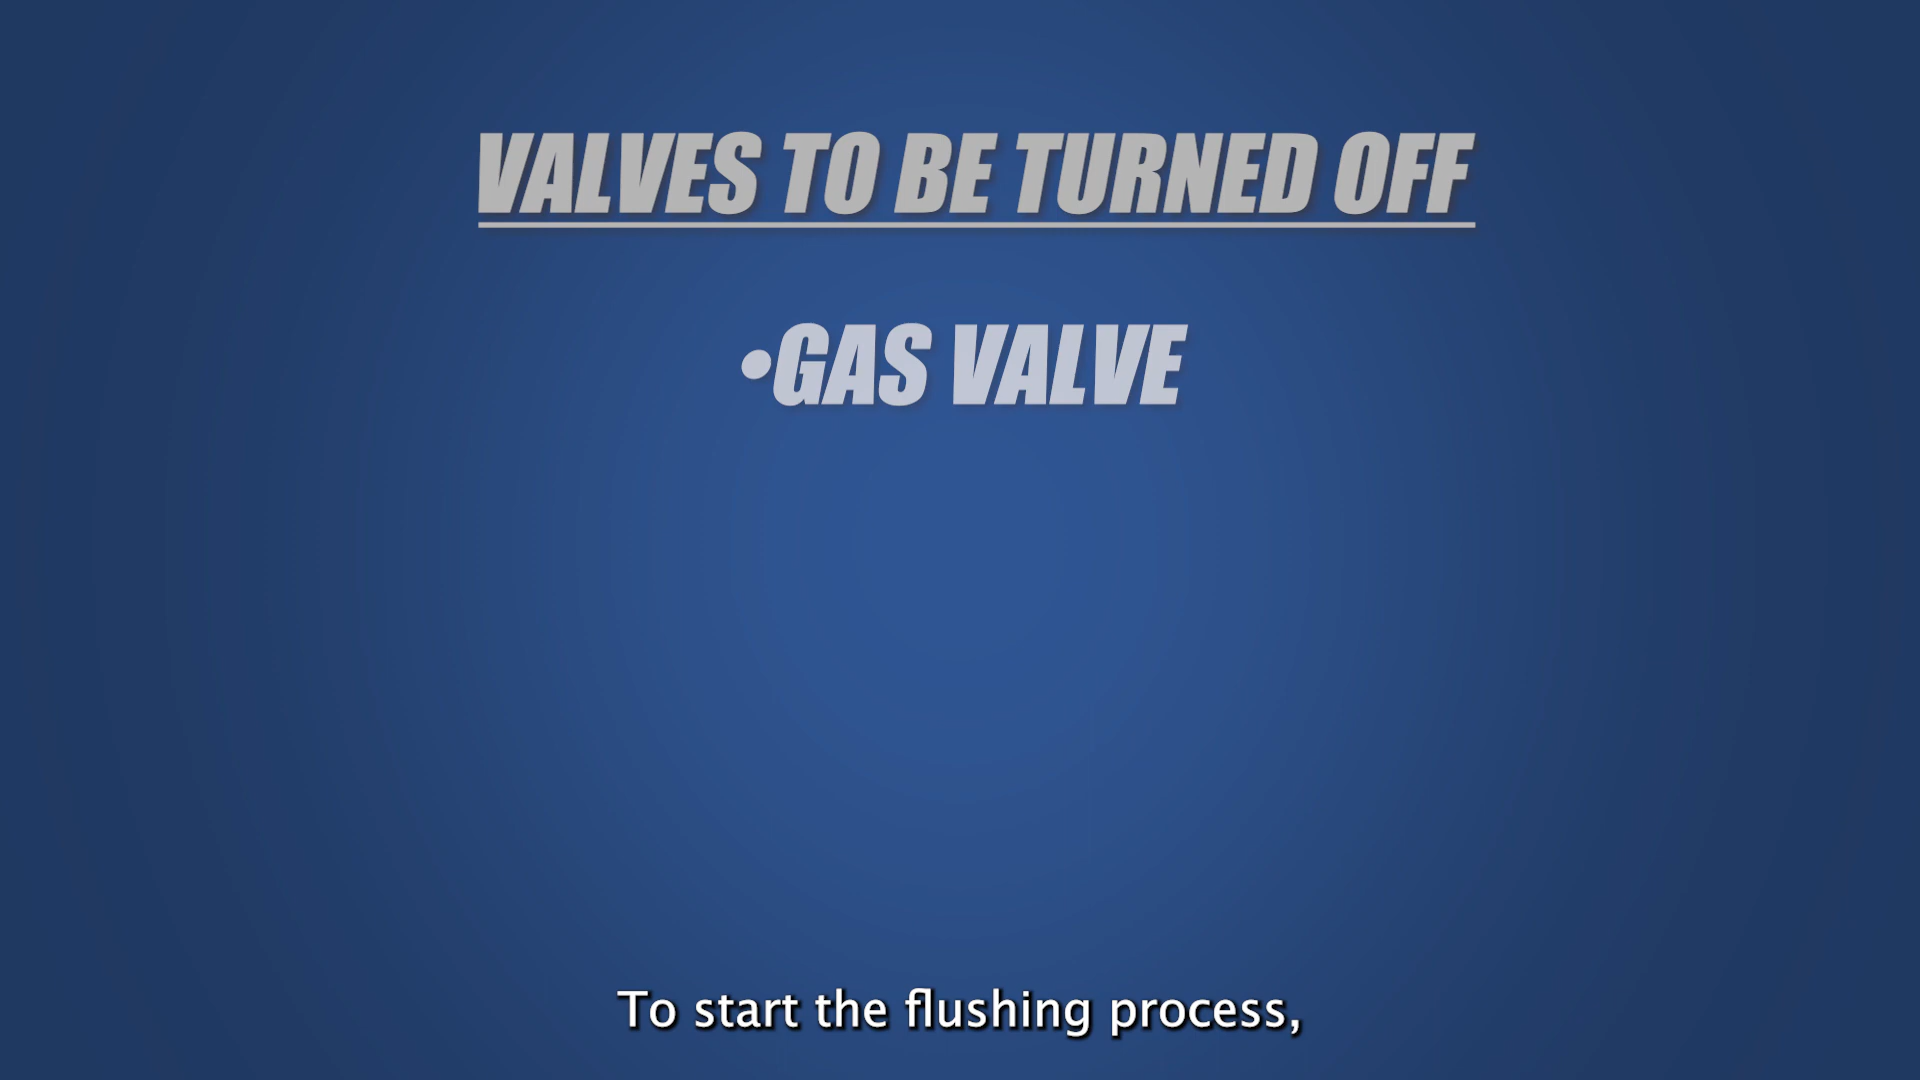 VALVES TO BE TURNED OFF
•GAS VALVE
To start the flushing process,